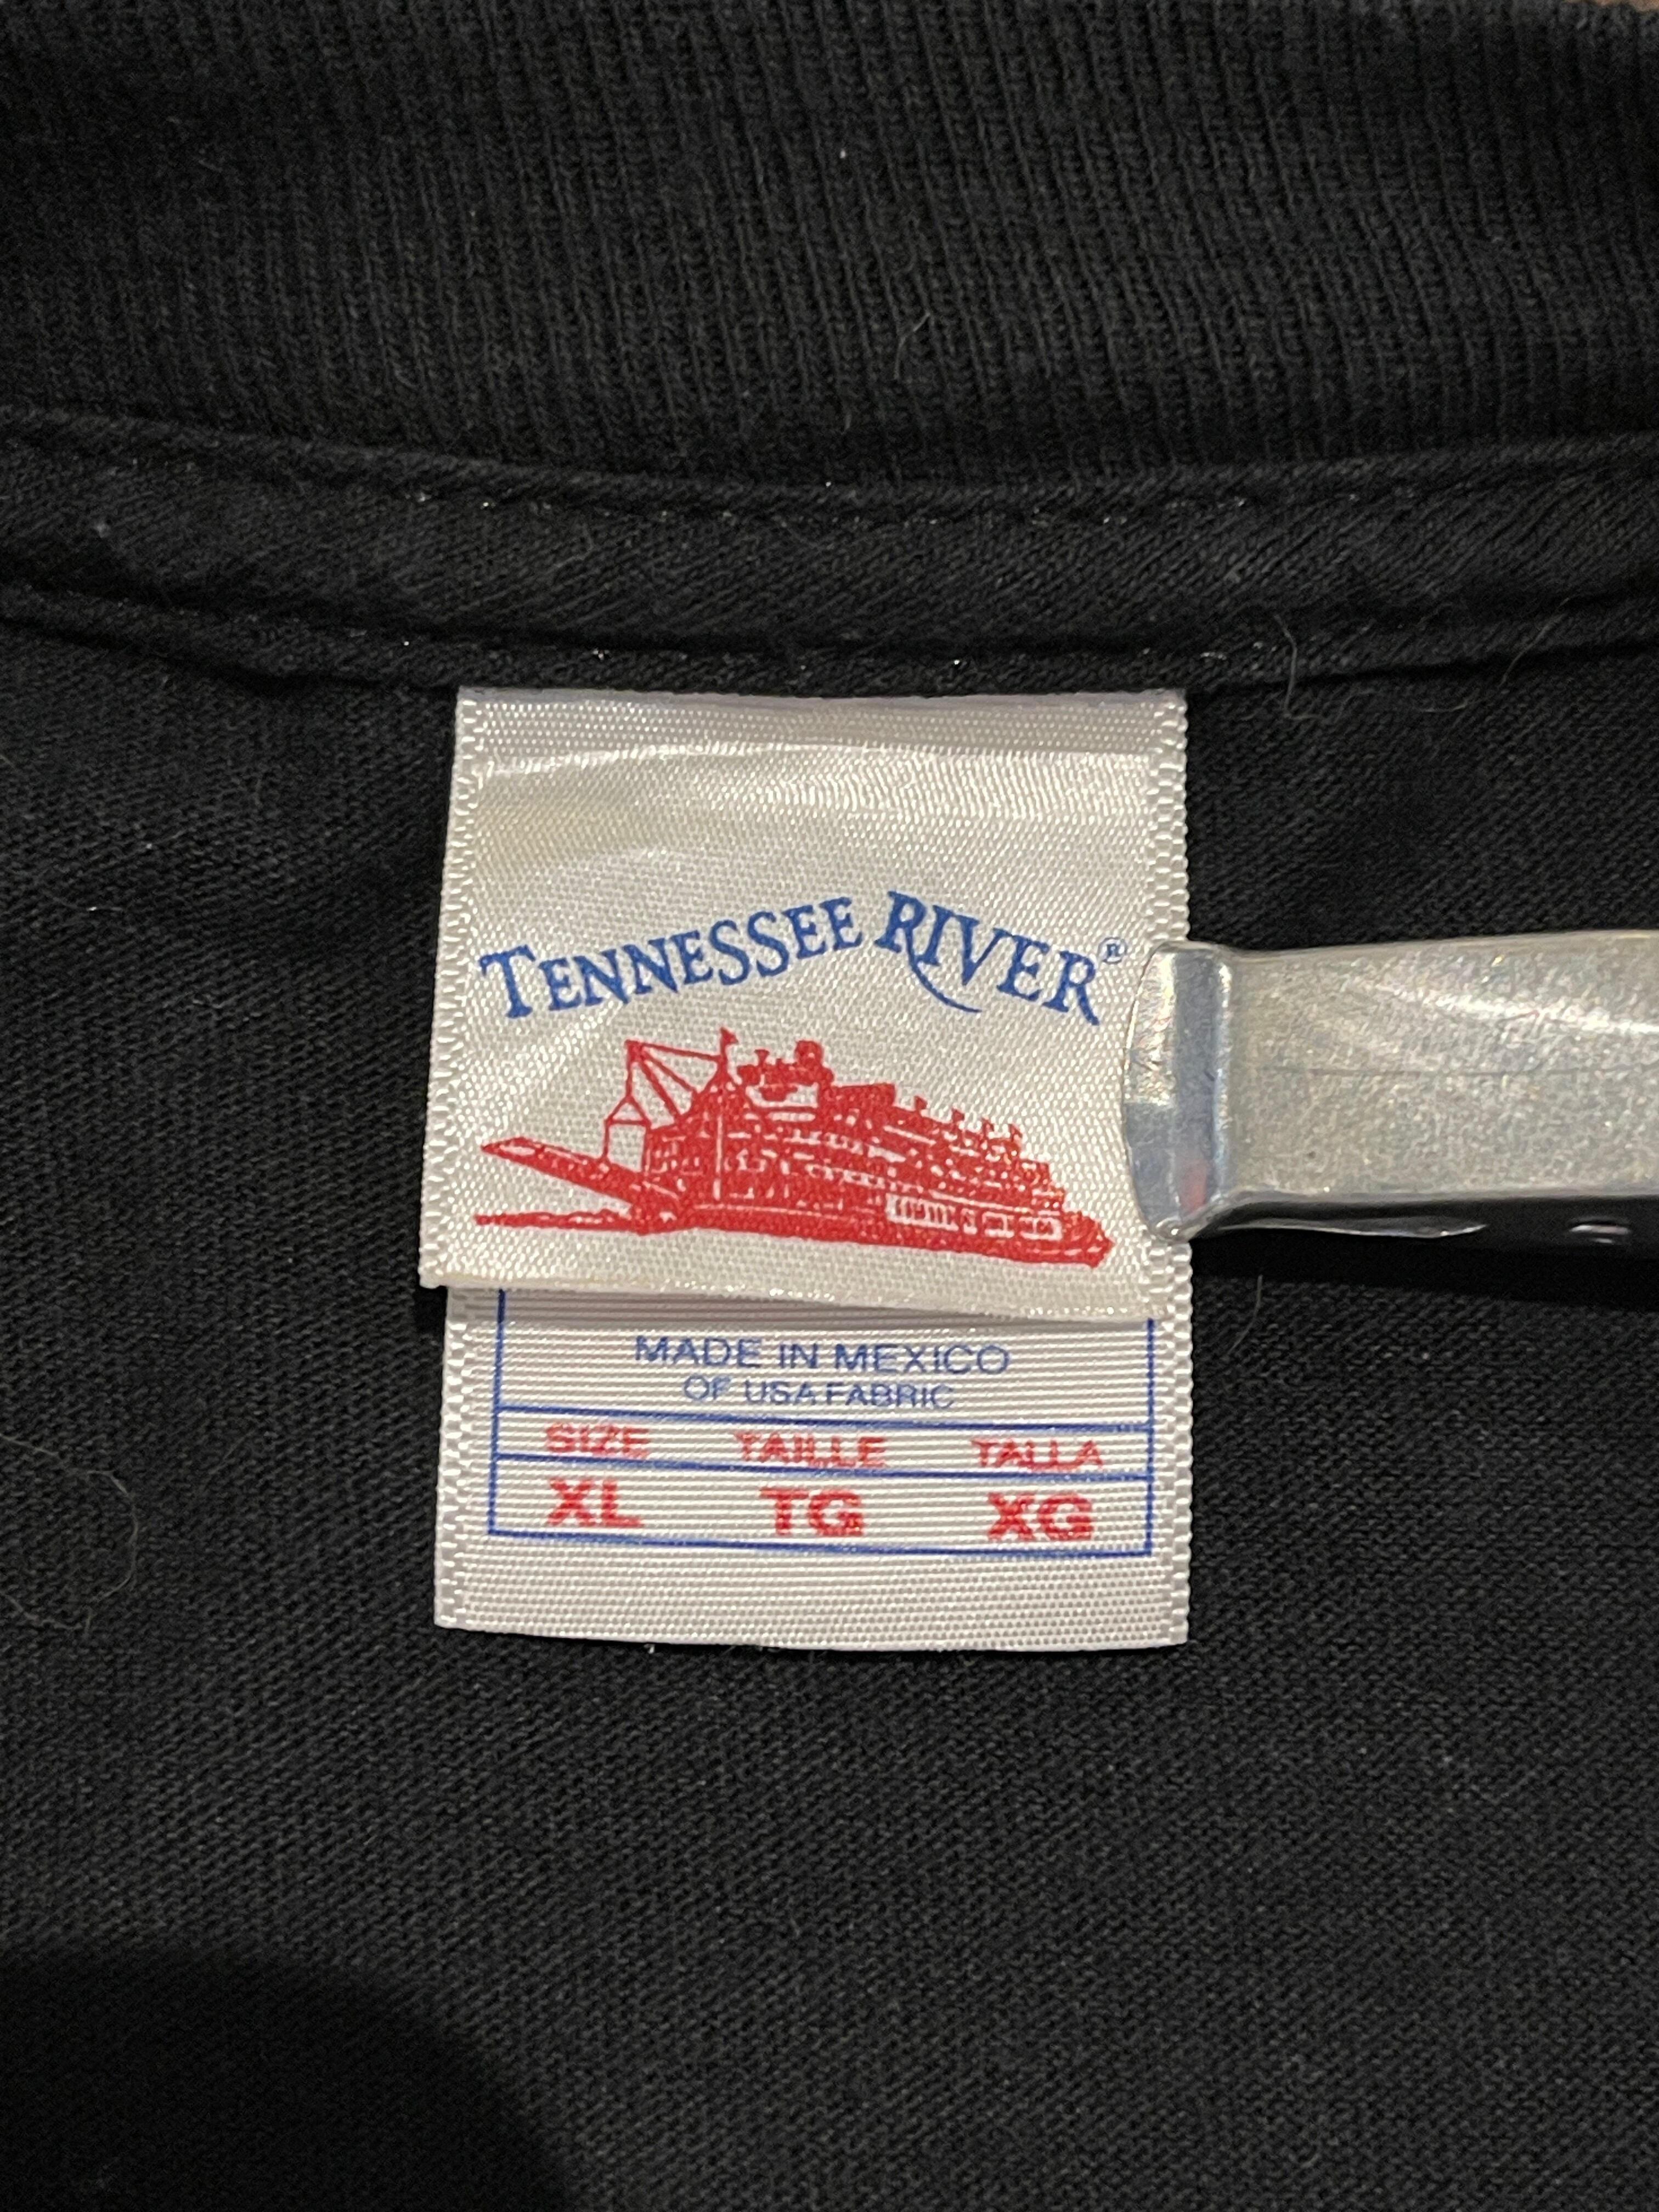 TENNESSEE RIVER®
MADE IN MEXICO
OF USA FABRIC
SIZE TAILLE TALLA
XL TG XG